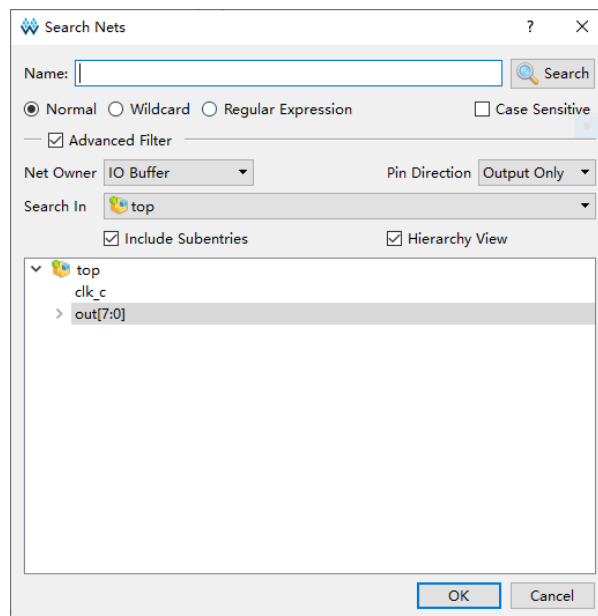 Search Nets ?
Name: Search
Normal Wildcard Regular Expression Case Sensitive
Advanced Filter
Net Owner IO Buffer Pin Direction Output Only
Search In top
Include Subentries Hierarchy View
top
clk_c
out[7:0]
OK Cancel